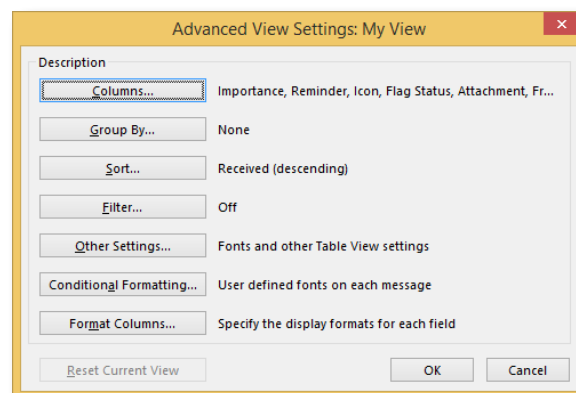 Advanced View Settings: My View
Description
Columns... Importance, Reminder, Icon, Flag Status, Attachment, Fr...
Group By... None
Sort... Received (descending)
Filter... Off
Other Settings... Fonts and other Table View settings
Conditional Formatting... User defined fonts on each message
Format Columns... Specify the display formats for each field
Reset Current View OK Cancel